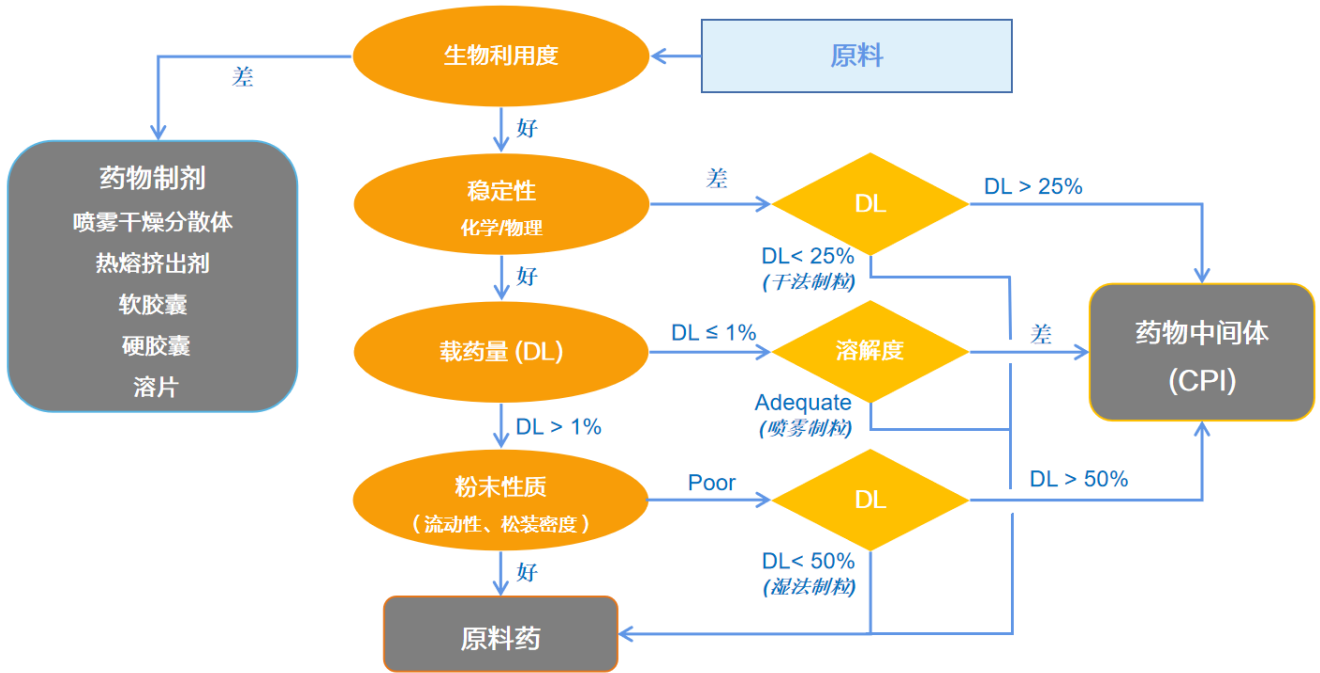 原料
生物利用度
差
好
药物制剂
喷雾干燥分散体
热熔挤出剂
软胶囊
硬胶囊
溶片
稳定性
化学/物理
差
DL
DL > 25%
DL< 25%
(干法制粒)
好
载药量 (DL)
DL ≤ 1%
溶解度
差
药物中间体
(CPI)
Adequate
(喷雾制粒)
DL > 1%
粉末性质
（流动性、松装密度）
Poor
DL
DL > 50%
DL< 50%
(湿法制粒)
好
原料药